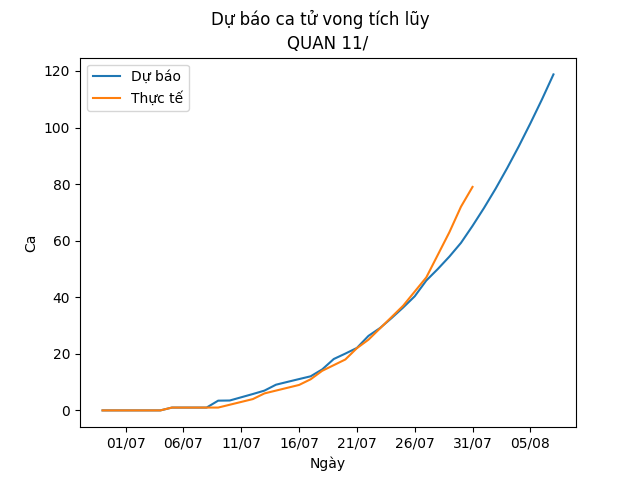 Dự báo ca tử vong tích lũy
QUAN 11/
Dự báo
Thực tế
120
100
80
60
40
20
0
Ca
01/07 06/07 11/07 16/07 21/07 26/07 31/07 05/08
Ngày